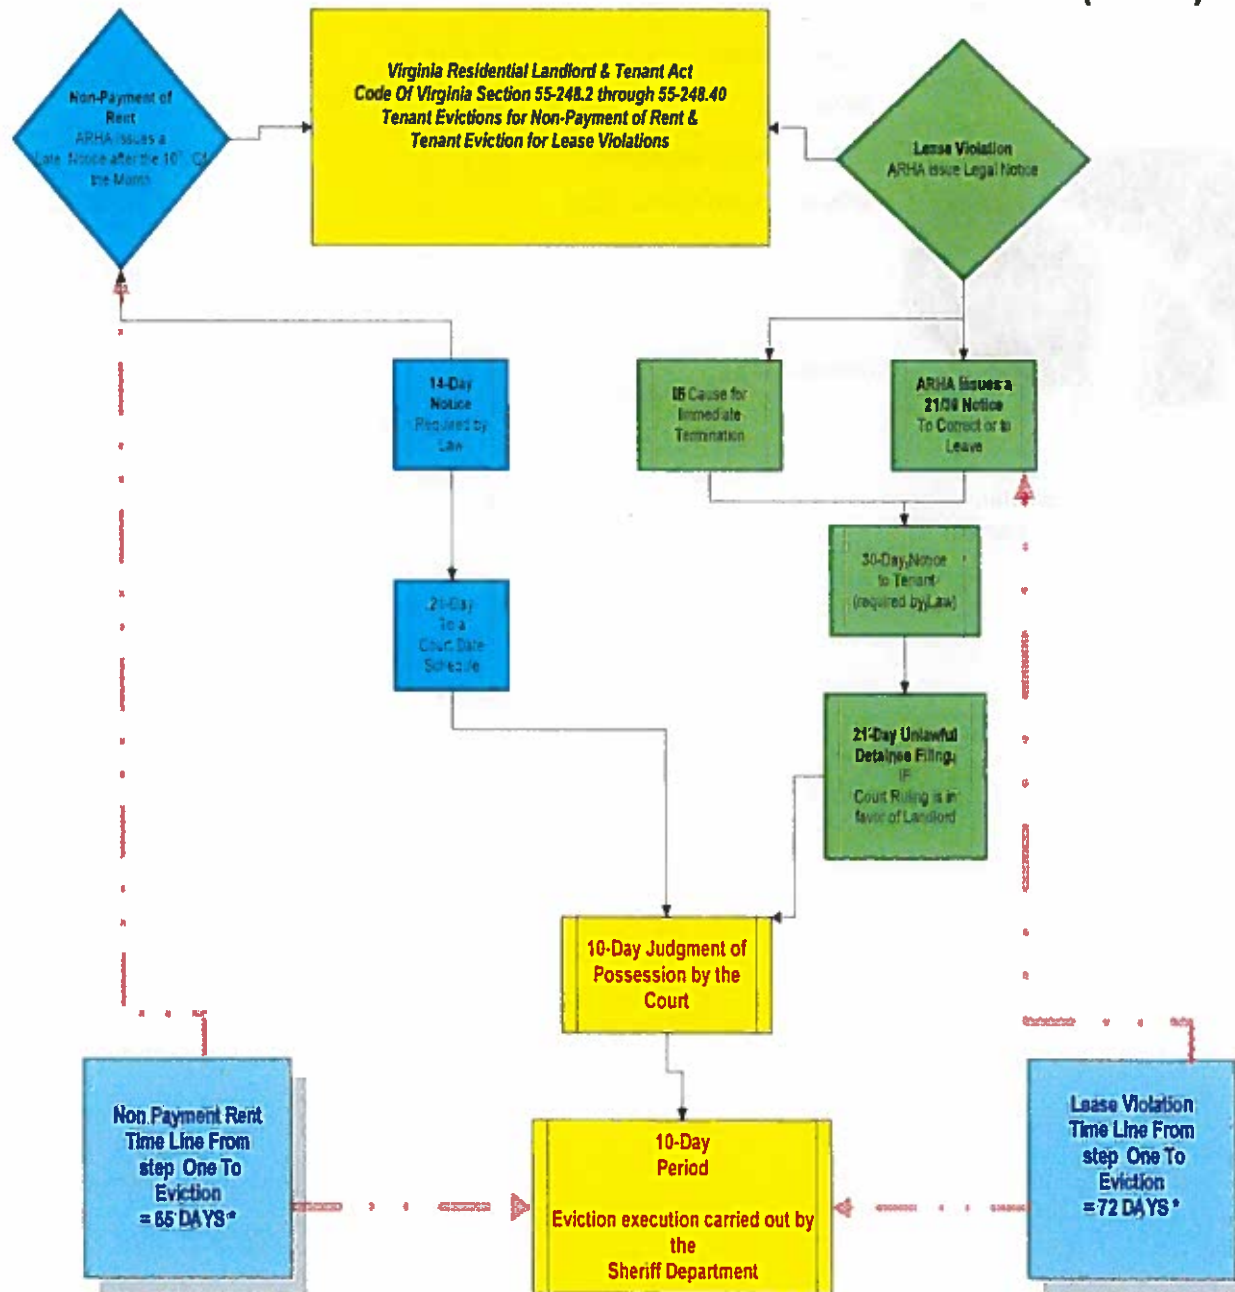 Virginia Residential Landlord & Tenant Act
Code Of Virginia Section 55-248.2 through 55-248.40
Tenant Evictions for Non-Payment of Rent &
Tenant Eviction for Lease Violations
Non-Payment of
Rent
ARHA Issues a
Late Notice after the 10th Of
the Month
Lease Violation
ARHA issue Legal Notice
14-Day
Notice
Required by
Law
Cause for
Immediate
Termination
ARHA Issues a
Notice
To Correct or to
Leave
21-Day
To a
Court Date
Schedule
30-Day Notice
to Tenant
(required by Law)
21-Day Unlawful
Detainee Filing,
IF
Court Ruling is in
favor of Landlord
10-Day Judgment of
Possession by the
Court
Non Payment Rent
Time Line From
step One To
Eviction
= DAYS *
10-Day
Period
Eviction execution carried out by
the
Sheriff Department
Lease Violation
Time Line From
step One To
Eviction
=72 DAYS *